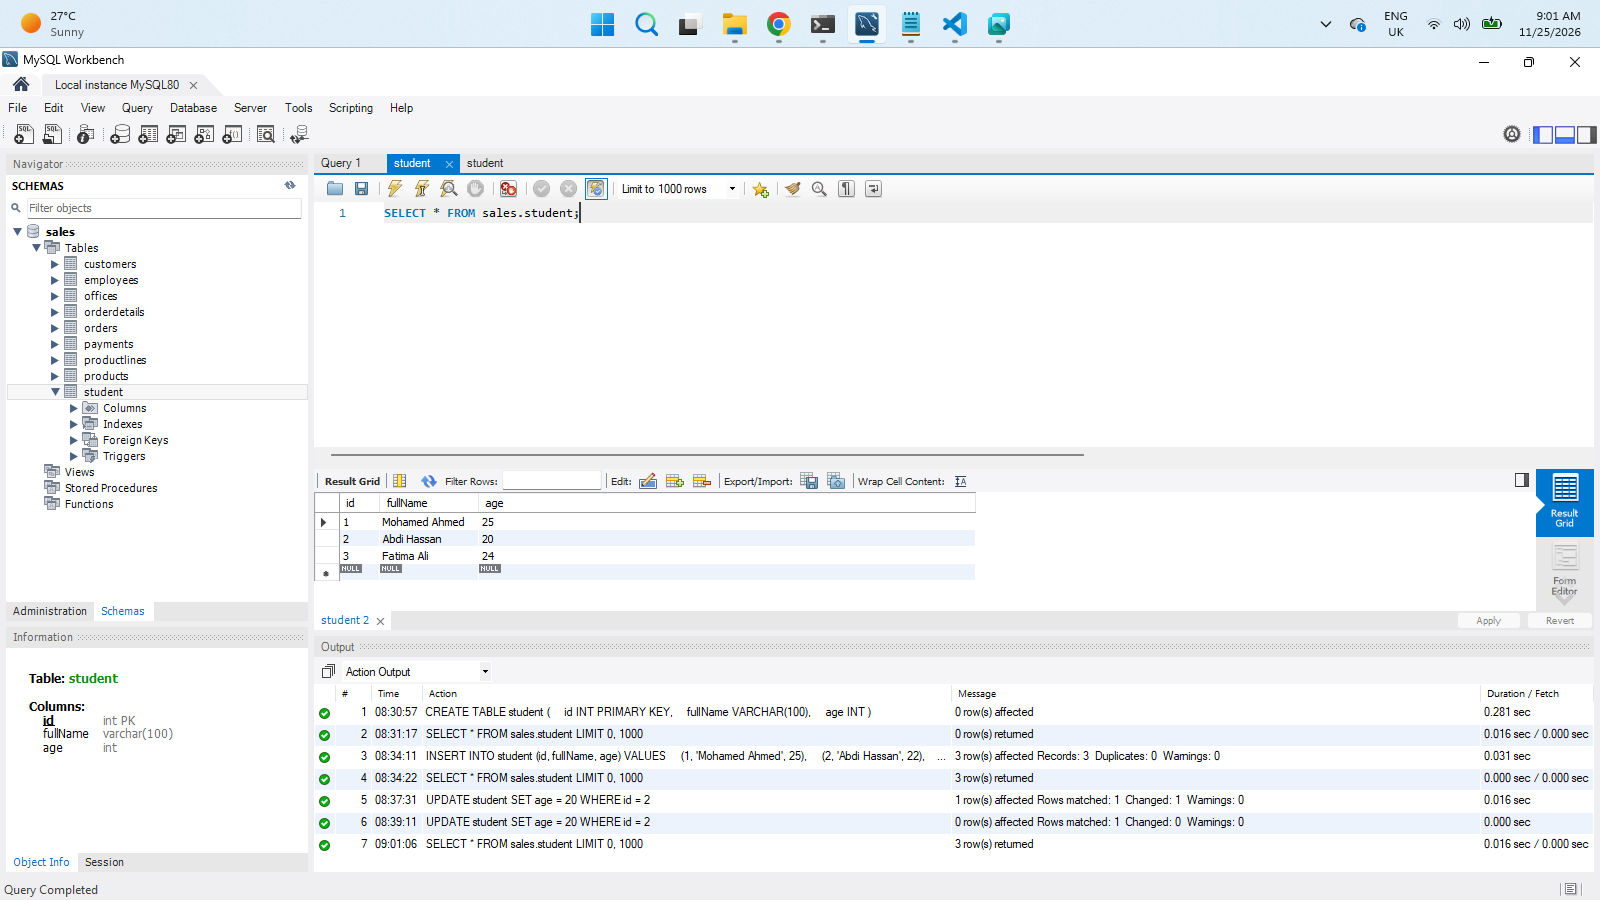 27°C
Sunny
ENG
UK
9:01 AM
11/25/2026
MySQL Workbench
Local instance MySQL80
File Edit View Query Database Server Tools Scripting Help
Navigator
SCHEMAS
Filter objects
sales
Tables
customers
employees
offices
orderdetails
orders
payments
productlines
products
student
Columns
Indexes
Foreign Keys
Triggers
Views
Stored Procedures
Functions
Administration Schemas
Information
Table: student
Columns:
id int PK
fullName varchar(100)
age int
Object Info Session
Query 1 student student
Limit to 1000 rows
1 SELECT * FROM sales.student;
Result Grid Filter Rows: Edit: Export/Import: Wrap Cell Content:
id fullName age
1 Mohamed Ahmed 25
2 Abdi Hassan 20
3 Fatima Ali 24
NULL NULL NULL
Result
Grid
Form
Editor
student 2
Apply Revert
Output
Action Output
# Time Action Message Duration / Fetch
1 08:30:57 CREATE TABLE student ( id INT PRIMARY KEY, fullName VARCHAR(100), age INT ) 0 row(s) affected 0.281 sec
2 08:31:17 SELECT * FROM sales.student LIMIT 0, 1000 0 row(s) returned 0.016 sec / 0.000 sec
3 08:34:11 INSERT INTO student (id, fullName, age) VALUES (1, 'Mohamed Ahmed', 25), (2, 'Abdi Hassan', 22), ... 3 row(s) affected Records: 3 Duplicates: 0 Warnings: 0 0.031 sec
4 08:34:22 SELECT * FROM sales.student LIMIT 0, 1000 3 row(s) returned 0.000 sec / 0.000 sec
5 08:37:31 UPDATE student SET age = 20 WHERE id = 2 1 row(s) affected Rows matched: 1 Changed: 1 Warnings: 0 0.016 sec
6 08:39:11 UPDATE student SET age = 20 WHERE id = 2 0 row(s) affected Rows matched: 1 Changed: 0 Warnings: 0 0.000 sec
7 09:01:06 SELECT * FROM sales.student LIMIT 0, 1000 3 row(s) returned 0.016 sec / 0.000 sec
Query Completed